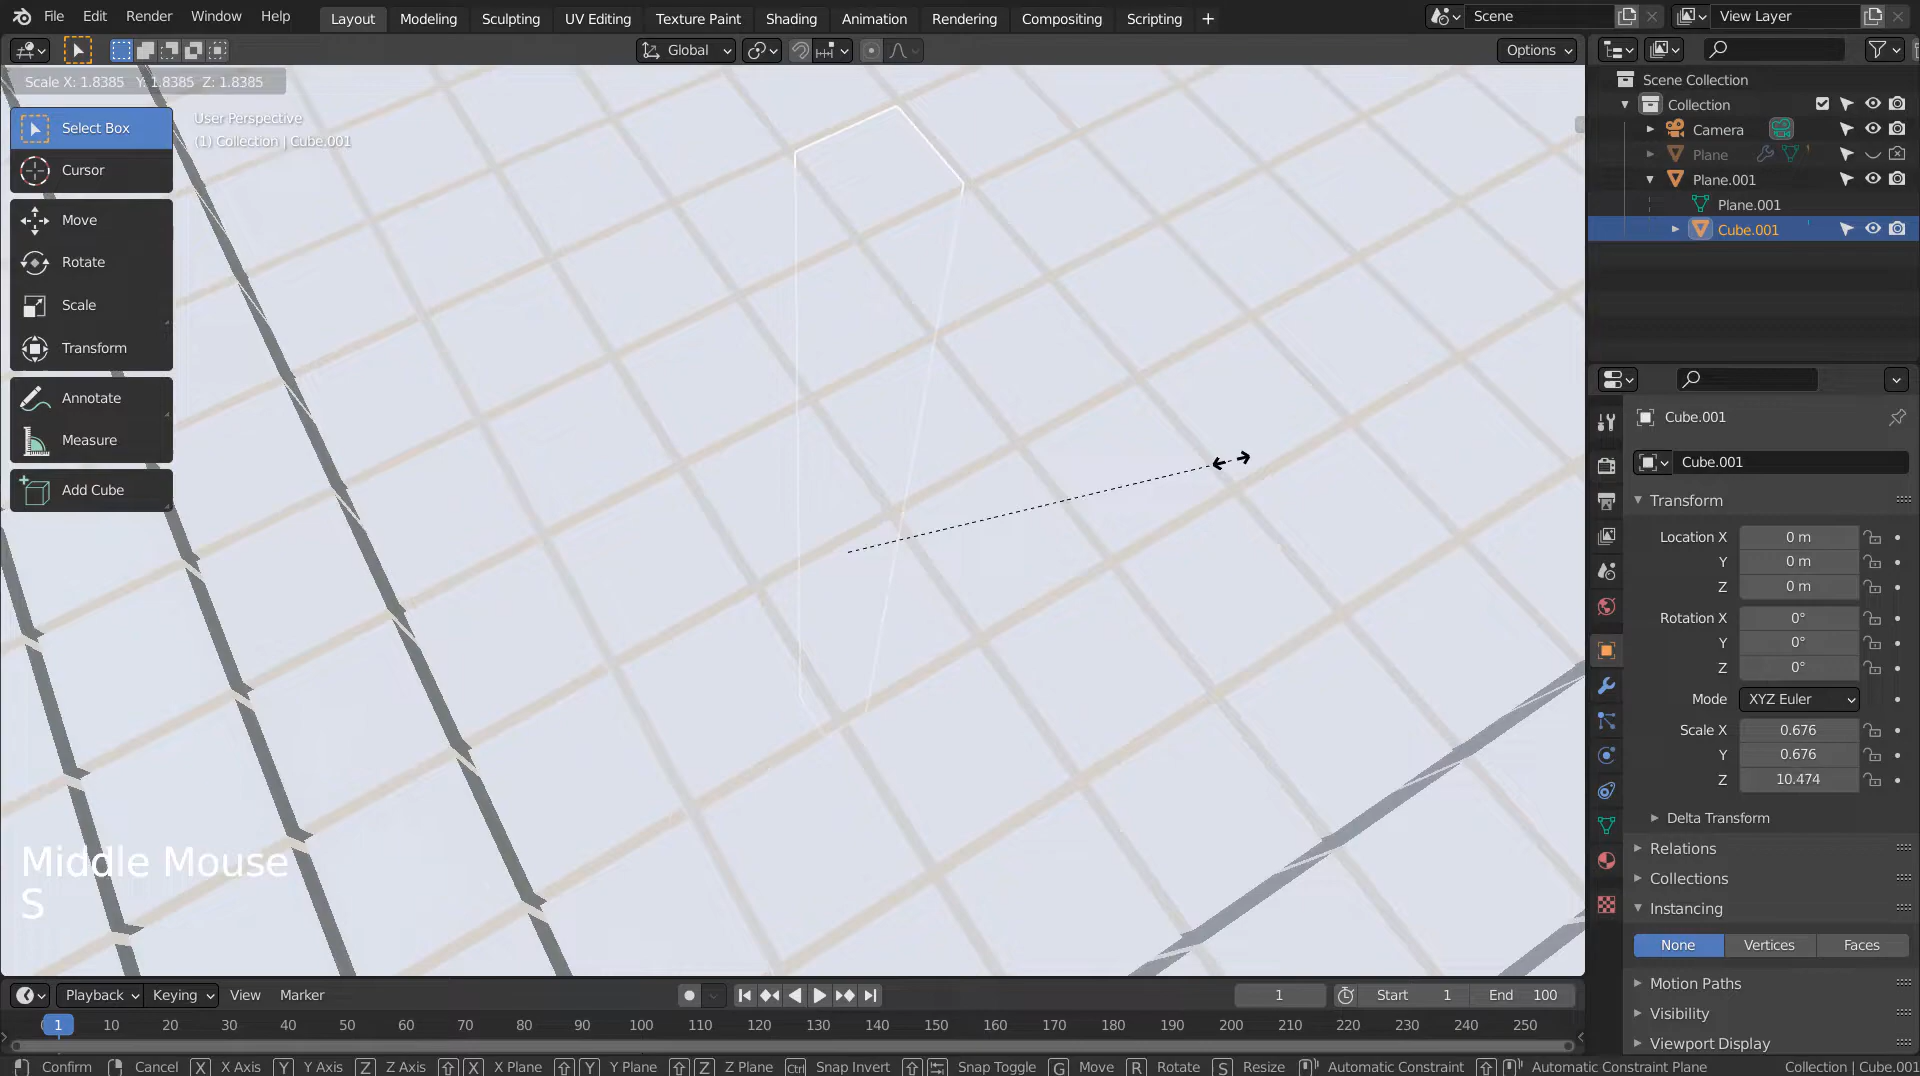 File Edit Render Window Help Layout Modeling Sculpting UV Editing Texture Paint Shading Animation Rendering Compositing Scripting + Scene View Layer
Global Options
Scale X: 1.8385 Y: 1.8385 Z: 1.8385
User Perspective
(1) Collection | Cube.001
Select Box
Cursor
Move
Rotate
Scale
Transform
Annotate
Measure
Add Cube
Middle Mouse
S
Scene Collection
Collection
Camera
Plane
Plane.001
Plane.001
Cube.001
Cube.001
Cube.001
Transform
Location X 0 m
Y 0 m
Z 0 m
Rotation X 0°
Y 0°
Z 0°
Mode XYZ Euler
Scale X 0.676
Y 0.676
Z 10.474
Delta Transform
Relations
Collections
Instancing
None Vertices Faces
Motion Paths
Visibility
Viewport Display
Playback Keying View Marker 1 Start 1 End 100
1 10 20 30 40 50 60 70 80 90 100 110 120 130 140 150 160 170 180 190 200 210 220 230 240 250
Confirm Cancel X X Axis Y Y Axis Z Z Axis X X Plane Y Y Plane Z Z Plane Ctrl Snap Invert Snap Toggle G Move R Rotate S Resize Automatic Constraint Automatic Constraint Plane Collection | Cube.001